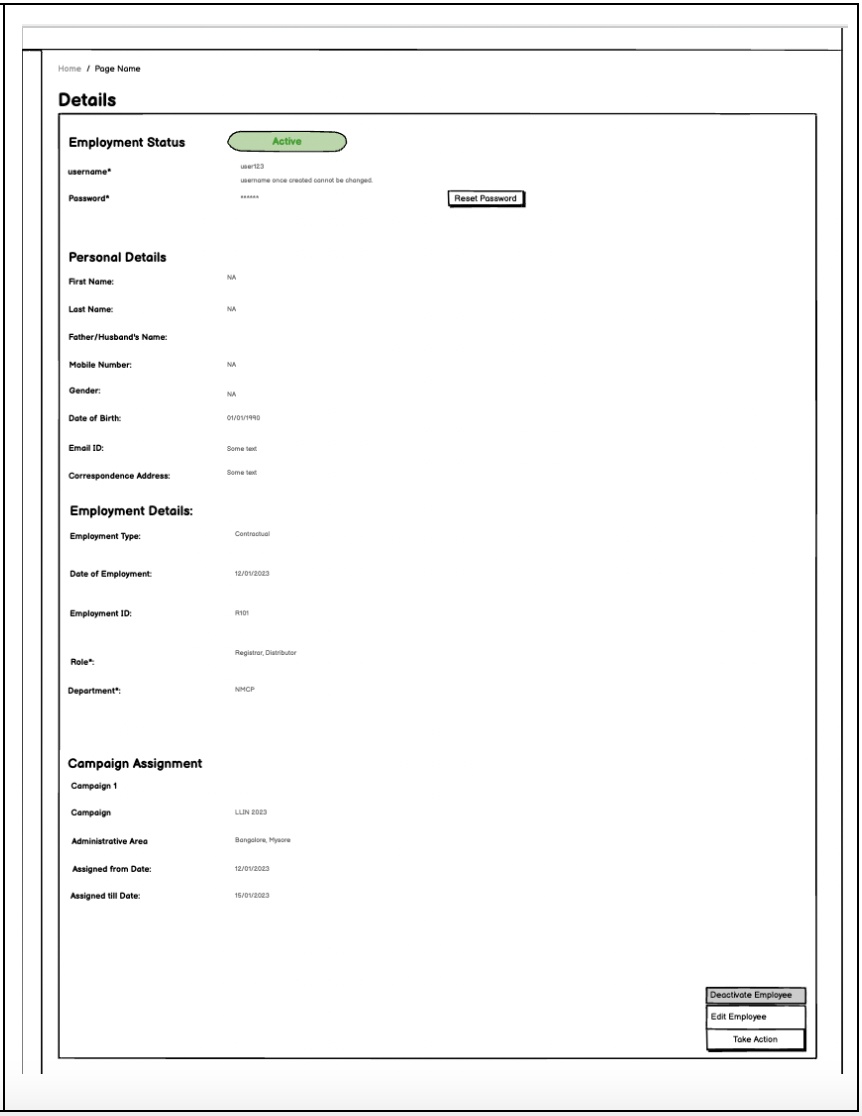 Home / Page Name
Details
Employment Status Active
username* user123
username once created cannot be changed.
Password* ****** Reset Password
Personal Details
First Name: NA
Last Name: NA
Father/Husband's Name:
Mobile Number: NA
Gender: NA
Date of Birth: 01/01/1990
Email ID: Some text
Correspondence Address: Some text
Employment Details:
Employment Type: Contractual
Date of Employment: 12/01/2023
Employment ID: R101
Role*: Registrar, Distributor
Department*: NMCP
Campaign Assignment
Campaign 1
Campaign LLIN 2023
Administrative Area Bangalore, Mysore
Assigned from Date: 12/01/2023
Assigned till Date: 15/01/2023
Deactivate Employee
Edit Employee
Take Action